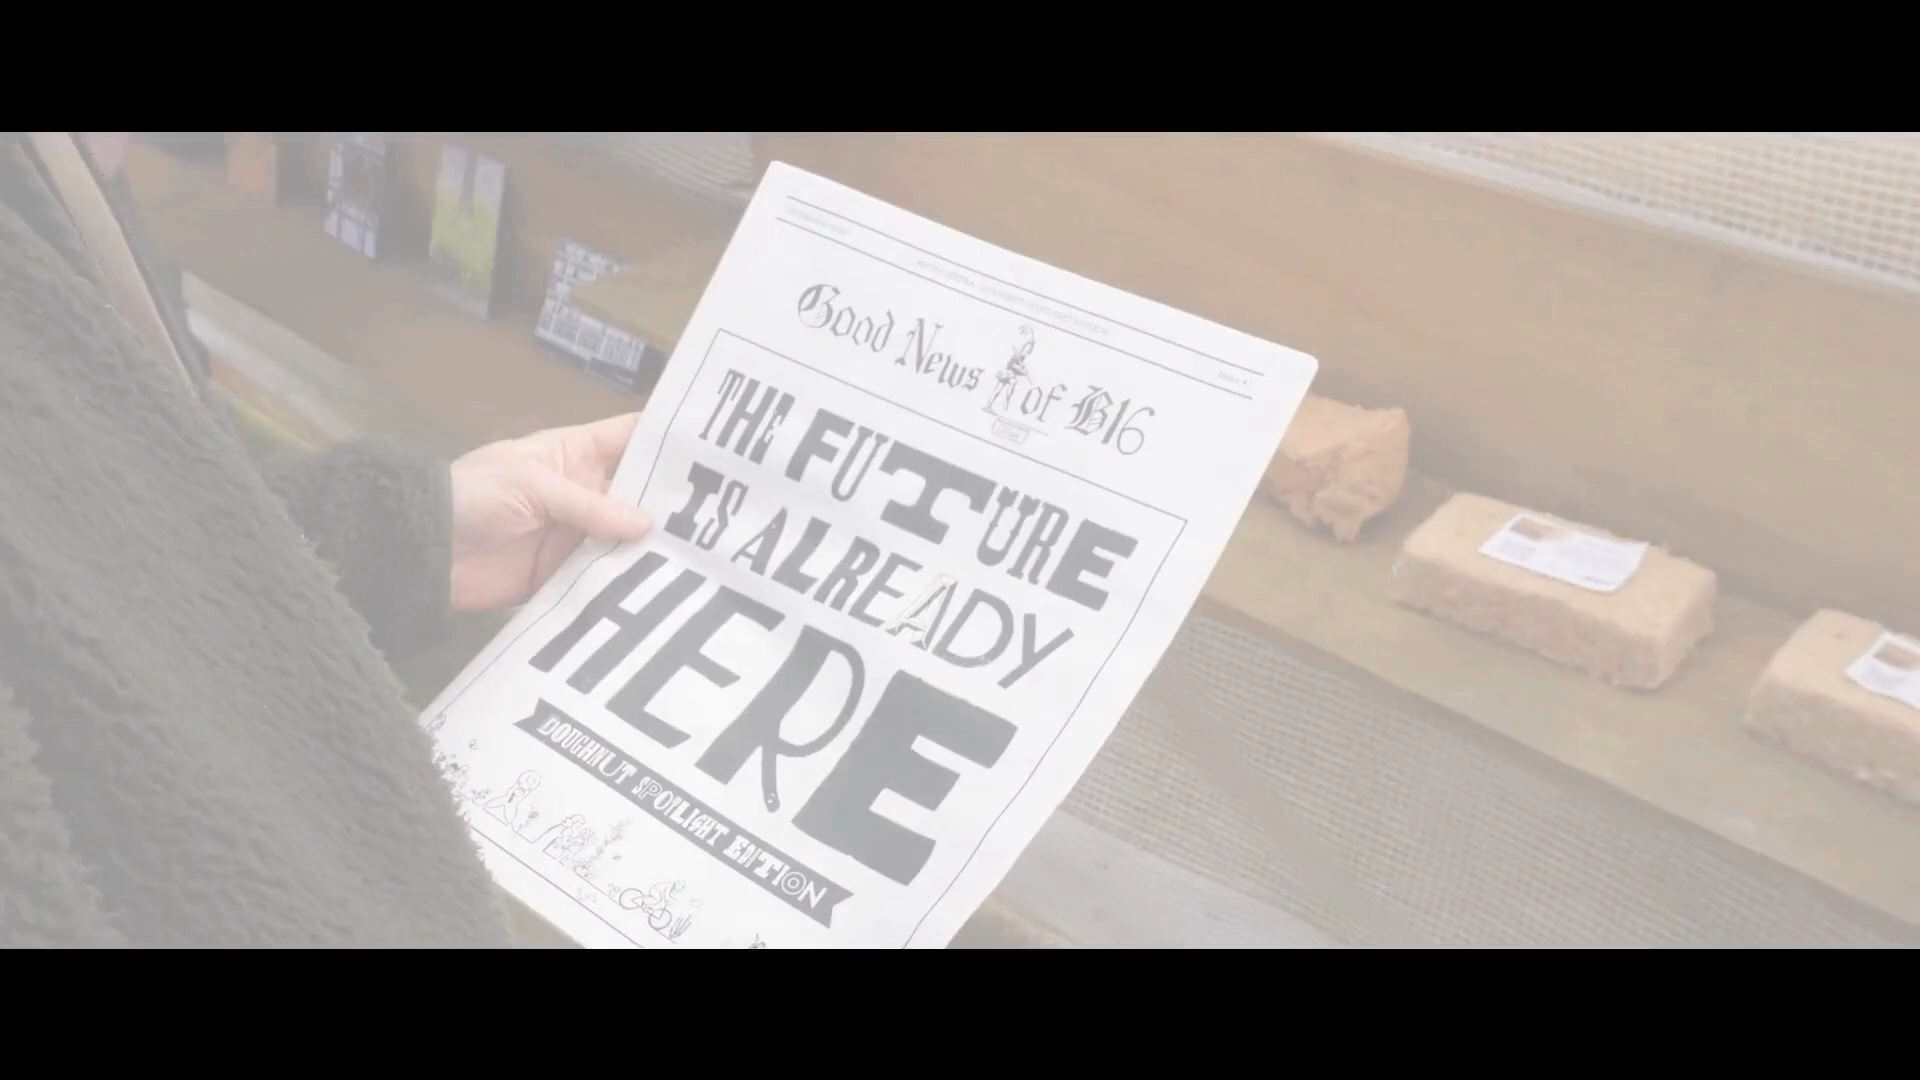 Good News of B16
THE FUTURE
IS ALREADY
HERE
DOUGHNUT SPOTLIGHT EDITION